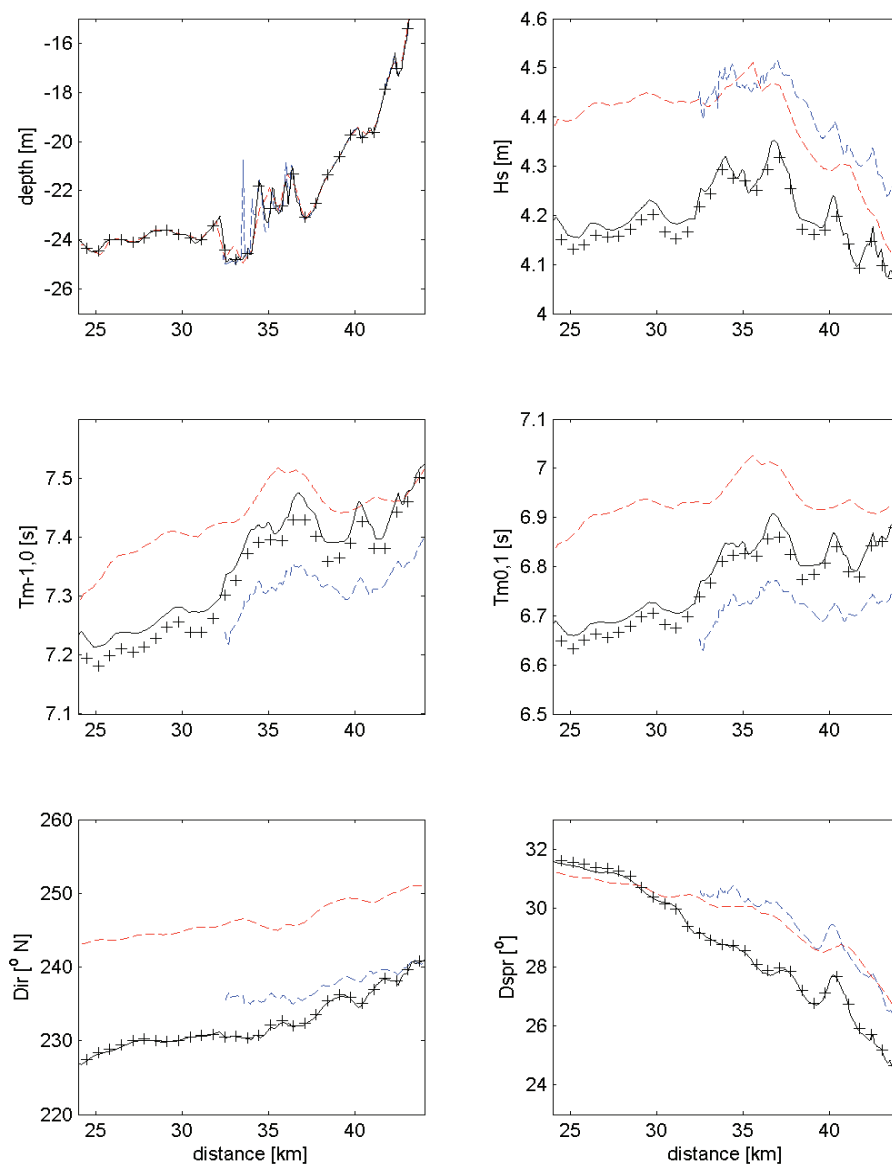 depth [m]
-16
-18
-20
-22
-24
-26
25 30 35 40
Hs [m]
4.6
4.5
4.4
4.3
4.2
4.1
4
25 30 35 40
Tm-1,0 [s]
7.5
7.4
7.3
7.2
7.1
25 30 35 40
Tm0,1 [s]
7.1
7
6.9
6.8
6.7
6.6
6.5
25 30 35 40
Dir [° N]
260
250
240
230
220
25 30 35 40
distance [km]
Dspr [°]
32
30
28
26
24
25 30 35 40
distance [km]